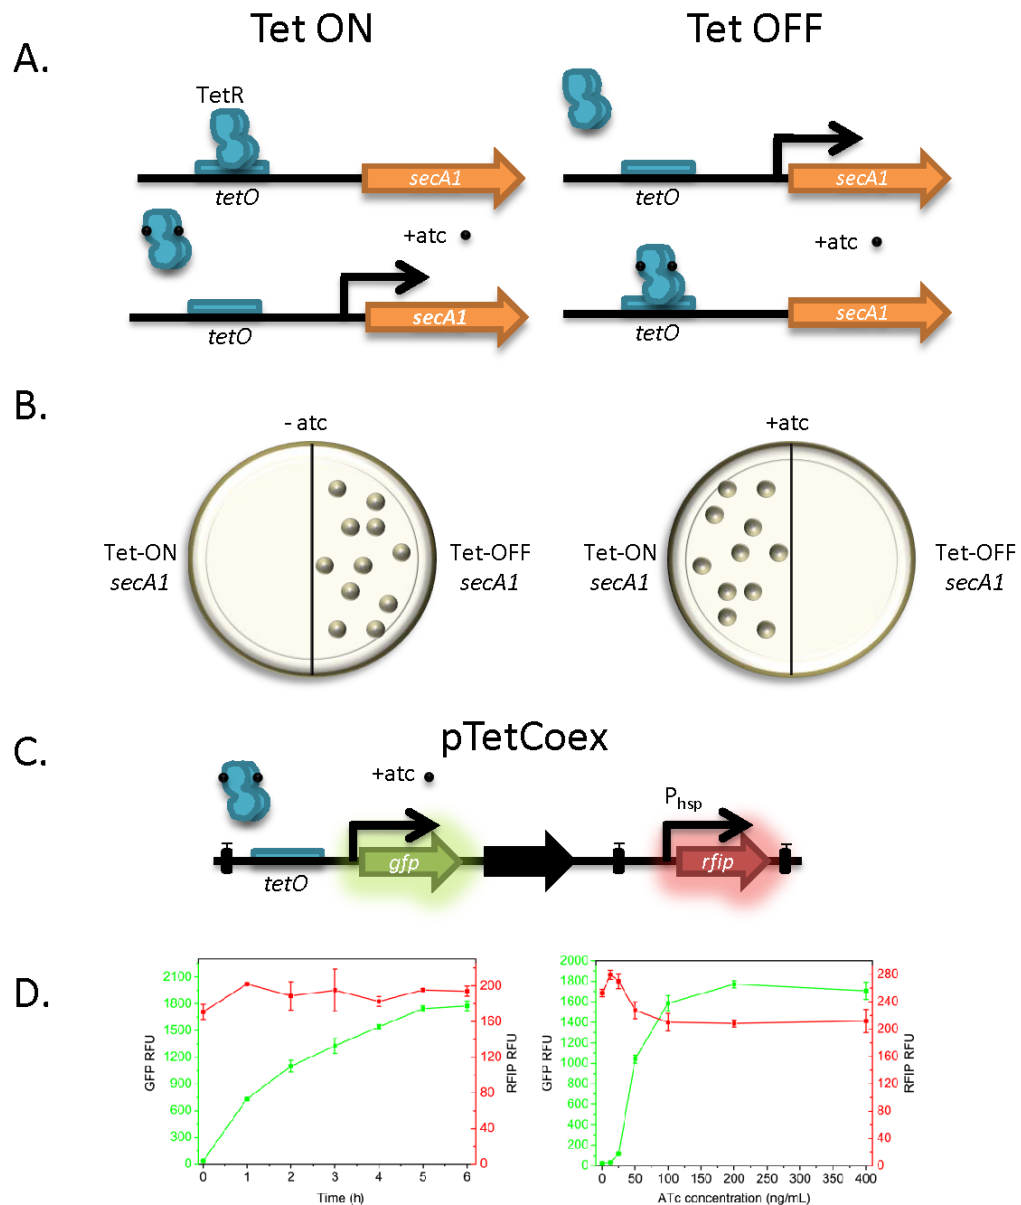 Tet ON
Tet OFF
A.
TetR
secA1
secA1
tetO
tetO
+atc
+atc
secA1
secA1
tetO
tetO
B.
- atc
+atc
Tet-ON
secA1
Tet-OFF
secA1
Tet-ON
secA1
Tet-OFF
secA1
C.
pTetCoex
+atc
Phsp
gfp
rfip
tetO
D.
GFP RFU
2100
1800
1500
1200
900
600
300
0
200
160
120
80
40
0
RFIP RFU
0 1 2 3 4 5 6
Time (h)
GFP RFU
2000
1800
1600
1400
1200
1000
800
600
400
200
0
280
240
200
160
120
80
40
0
RFIP RFU
0 50 100 150 200 250 300 350 400
ATc concentration (ng/mL)